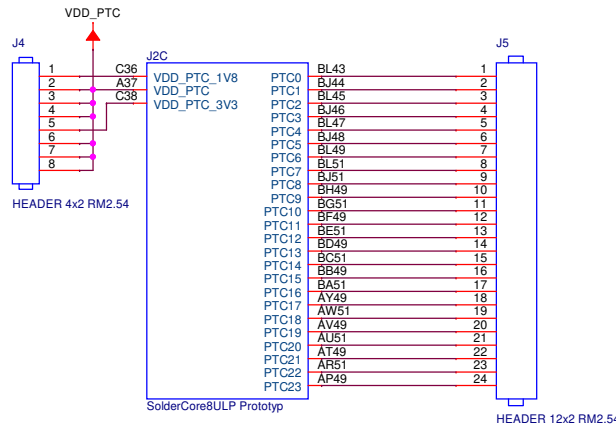 VDD_PTC
J4
J2C
J5
1 C36 VDD_PTC_1V8 PTC0 BL43 1
2 A37 VDD_PTC PTC1 BJ44 2
3 C38 VDD_PTC_3V3 PTC2 BL45 3
4 PTC3 BJ46 4
5 PTC4 BL47 5
6 PTC5 BJ48 6
7 PTC6 BL49 7
8 PTC7 BL51 8
PTC8 BJ51 9
PTC9 BH49 10
PTC10 BG51 11
PTC11 BF49 12
PTC12 BE51 13
PTC13 BD49 14
PTC14 BC51 15
PTC15 BB49 16
PTC16 BA51 17
PTC17 AY49 18
PTC18 AW51 19
PTC19 AV49 20
PTC20 AU51 21
PTC21 AT49 22
PTC22 AR51 23
PTC23 AP49 24
HEADER 4x2 RM2.54
SolderCore8ULP Prototyp
HEADER 12x2 RM2.54